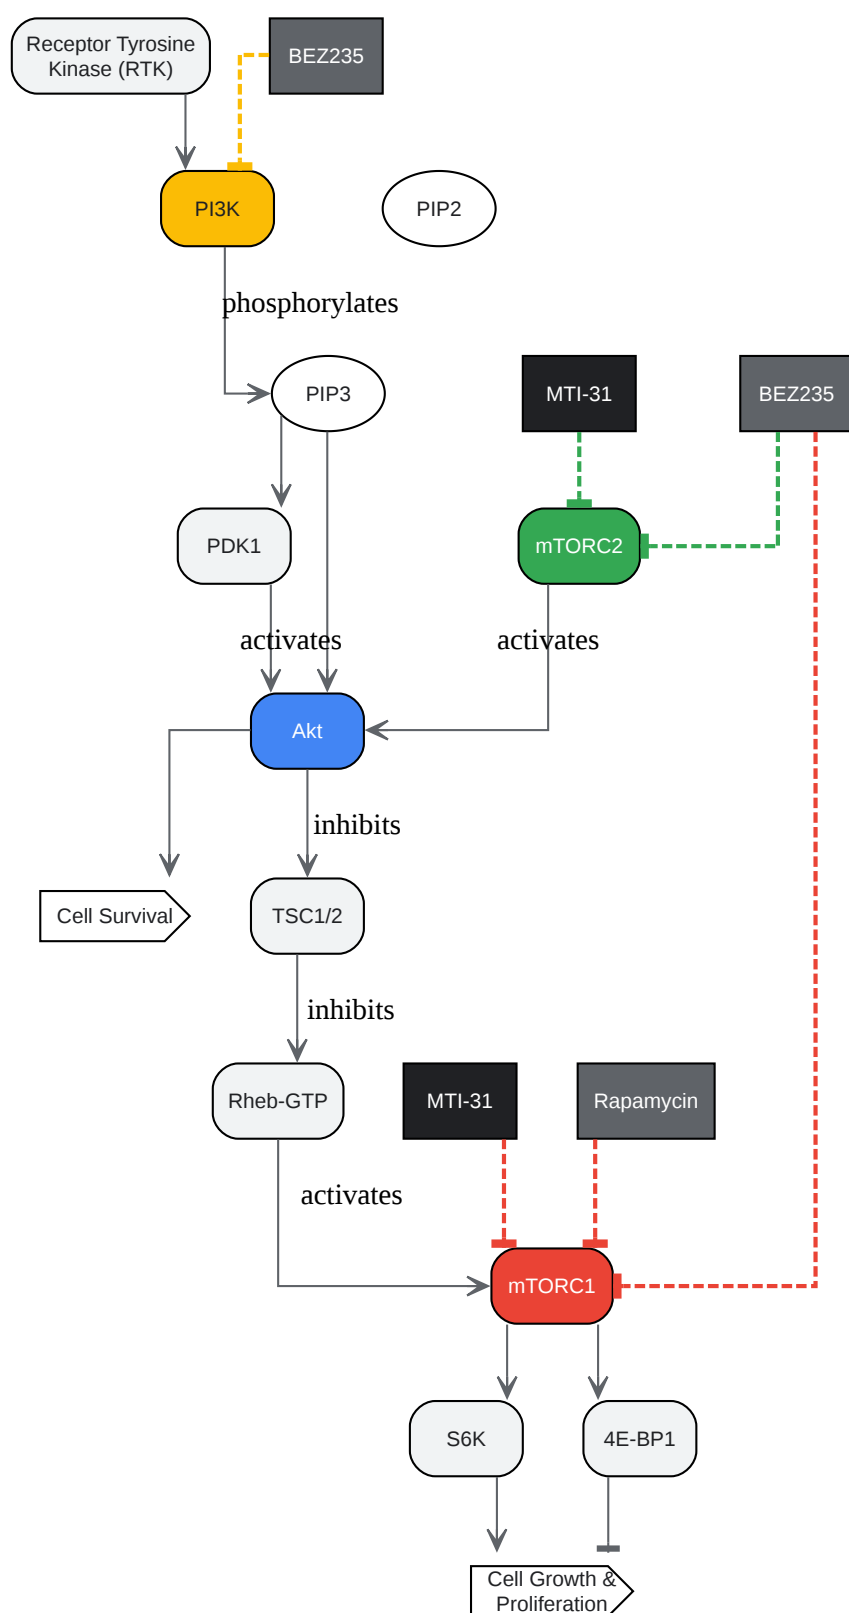 Receptor Tyrosine
Kinase (RTK)
BEZ235
PI3K
PIP2
phosphorylates
PIP3
MTI-31
BEZ235
PDK1
mTORC2
activates
activates
Akt
inhibits
Cell Survival
TSC1/2
inhibits
Rheb-GTP
MTI-31
Rapamycin
activates
mTORC1
S6K
4E-BP1
Cell Growth &
Proliferation